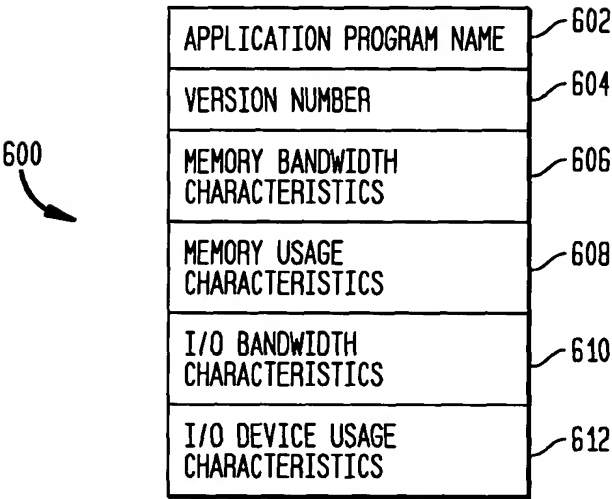 APPLICATION PROGRAM NAME 602
VERSION NUMBER 604
600
MEMORY BANDWIDTH
CHARACTERISTICS 606
MEMORY USAGE
CHARACTERISTICS 608
I/O BANDWIDTH
CHARACTERISTICS 610
I/O DEVICE USAGE
CHARACTERISTICS 612